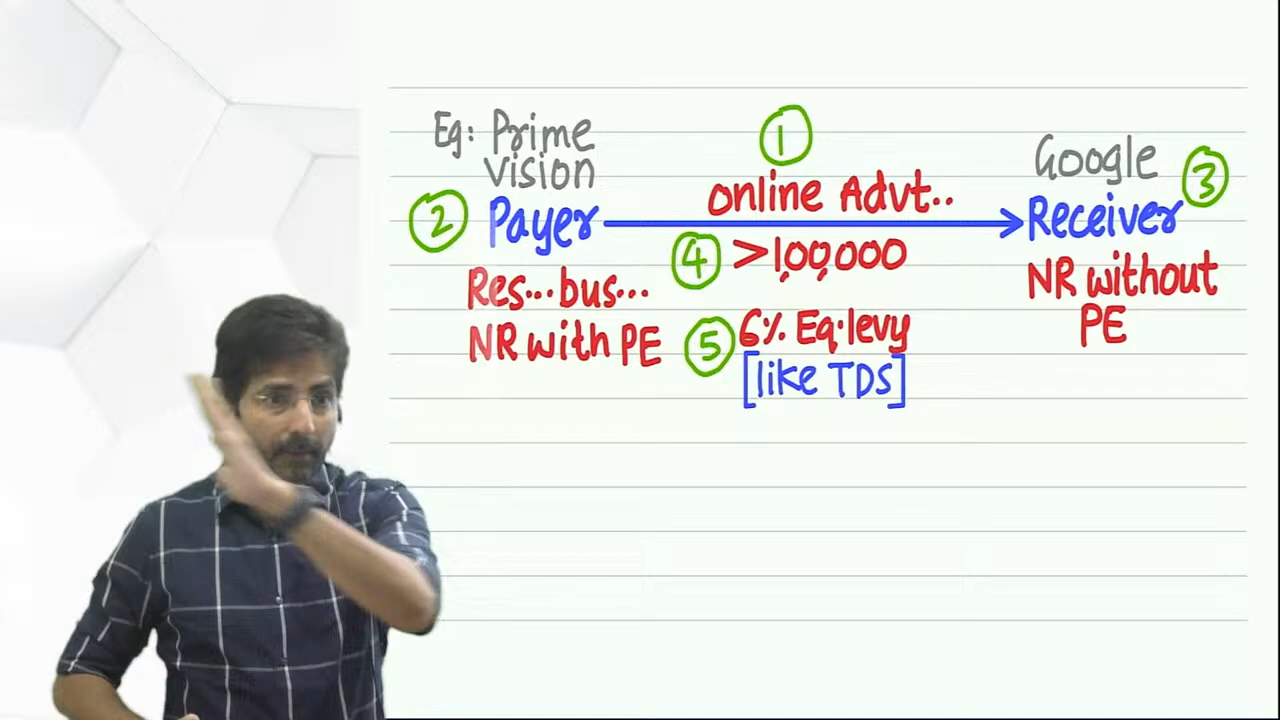 Eg: Prime
vision
2 Payer
Res... bus...
NR with PE
1
online Advt..
4 >1,00,000
5 6% Eq.levy
[like TDS]
Google
3
Receiver
NR without
PE